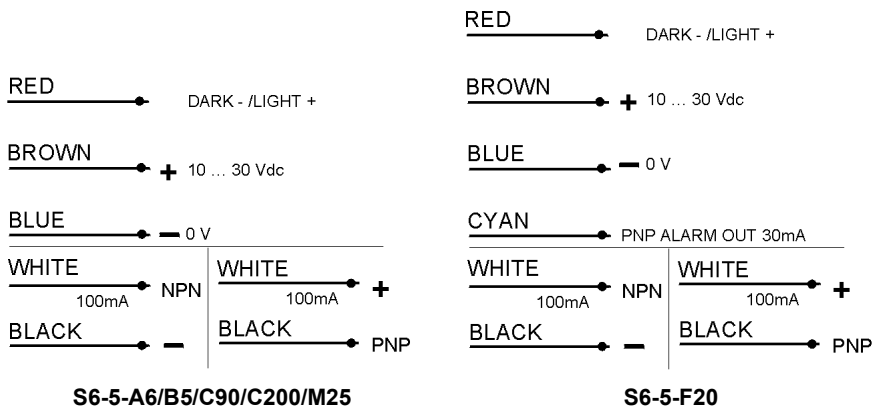 RED
DARK - /LIGHT +
BROWN
+ 10 ... 30 Vdc
BLUE
- 0 V
WHITE
100mA
NPN
BLACK
-
WHITE
100mA
+
BLACK
PNP
S6-5-A6/B5/C90/C200/M25
RED
DARK - /LIGHT +
BROWN
+ 10 ... 30 Vdc
BLUE
- 0 V
CYAN
PNP ALARM OUT 30mA
WHITE
100mA
NPN
BLACK
-
WHITE
100mA
+
BLACK
PNP
S6-5-F20